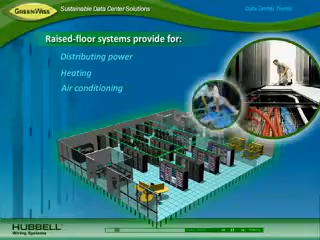 GREENWISE
Sustainable Data Center Solutions
Data Center Trends
Raised-floor systems provide for:
Distributing power
Heating
Air conditioning
HUBBELL
Wiring Systems